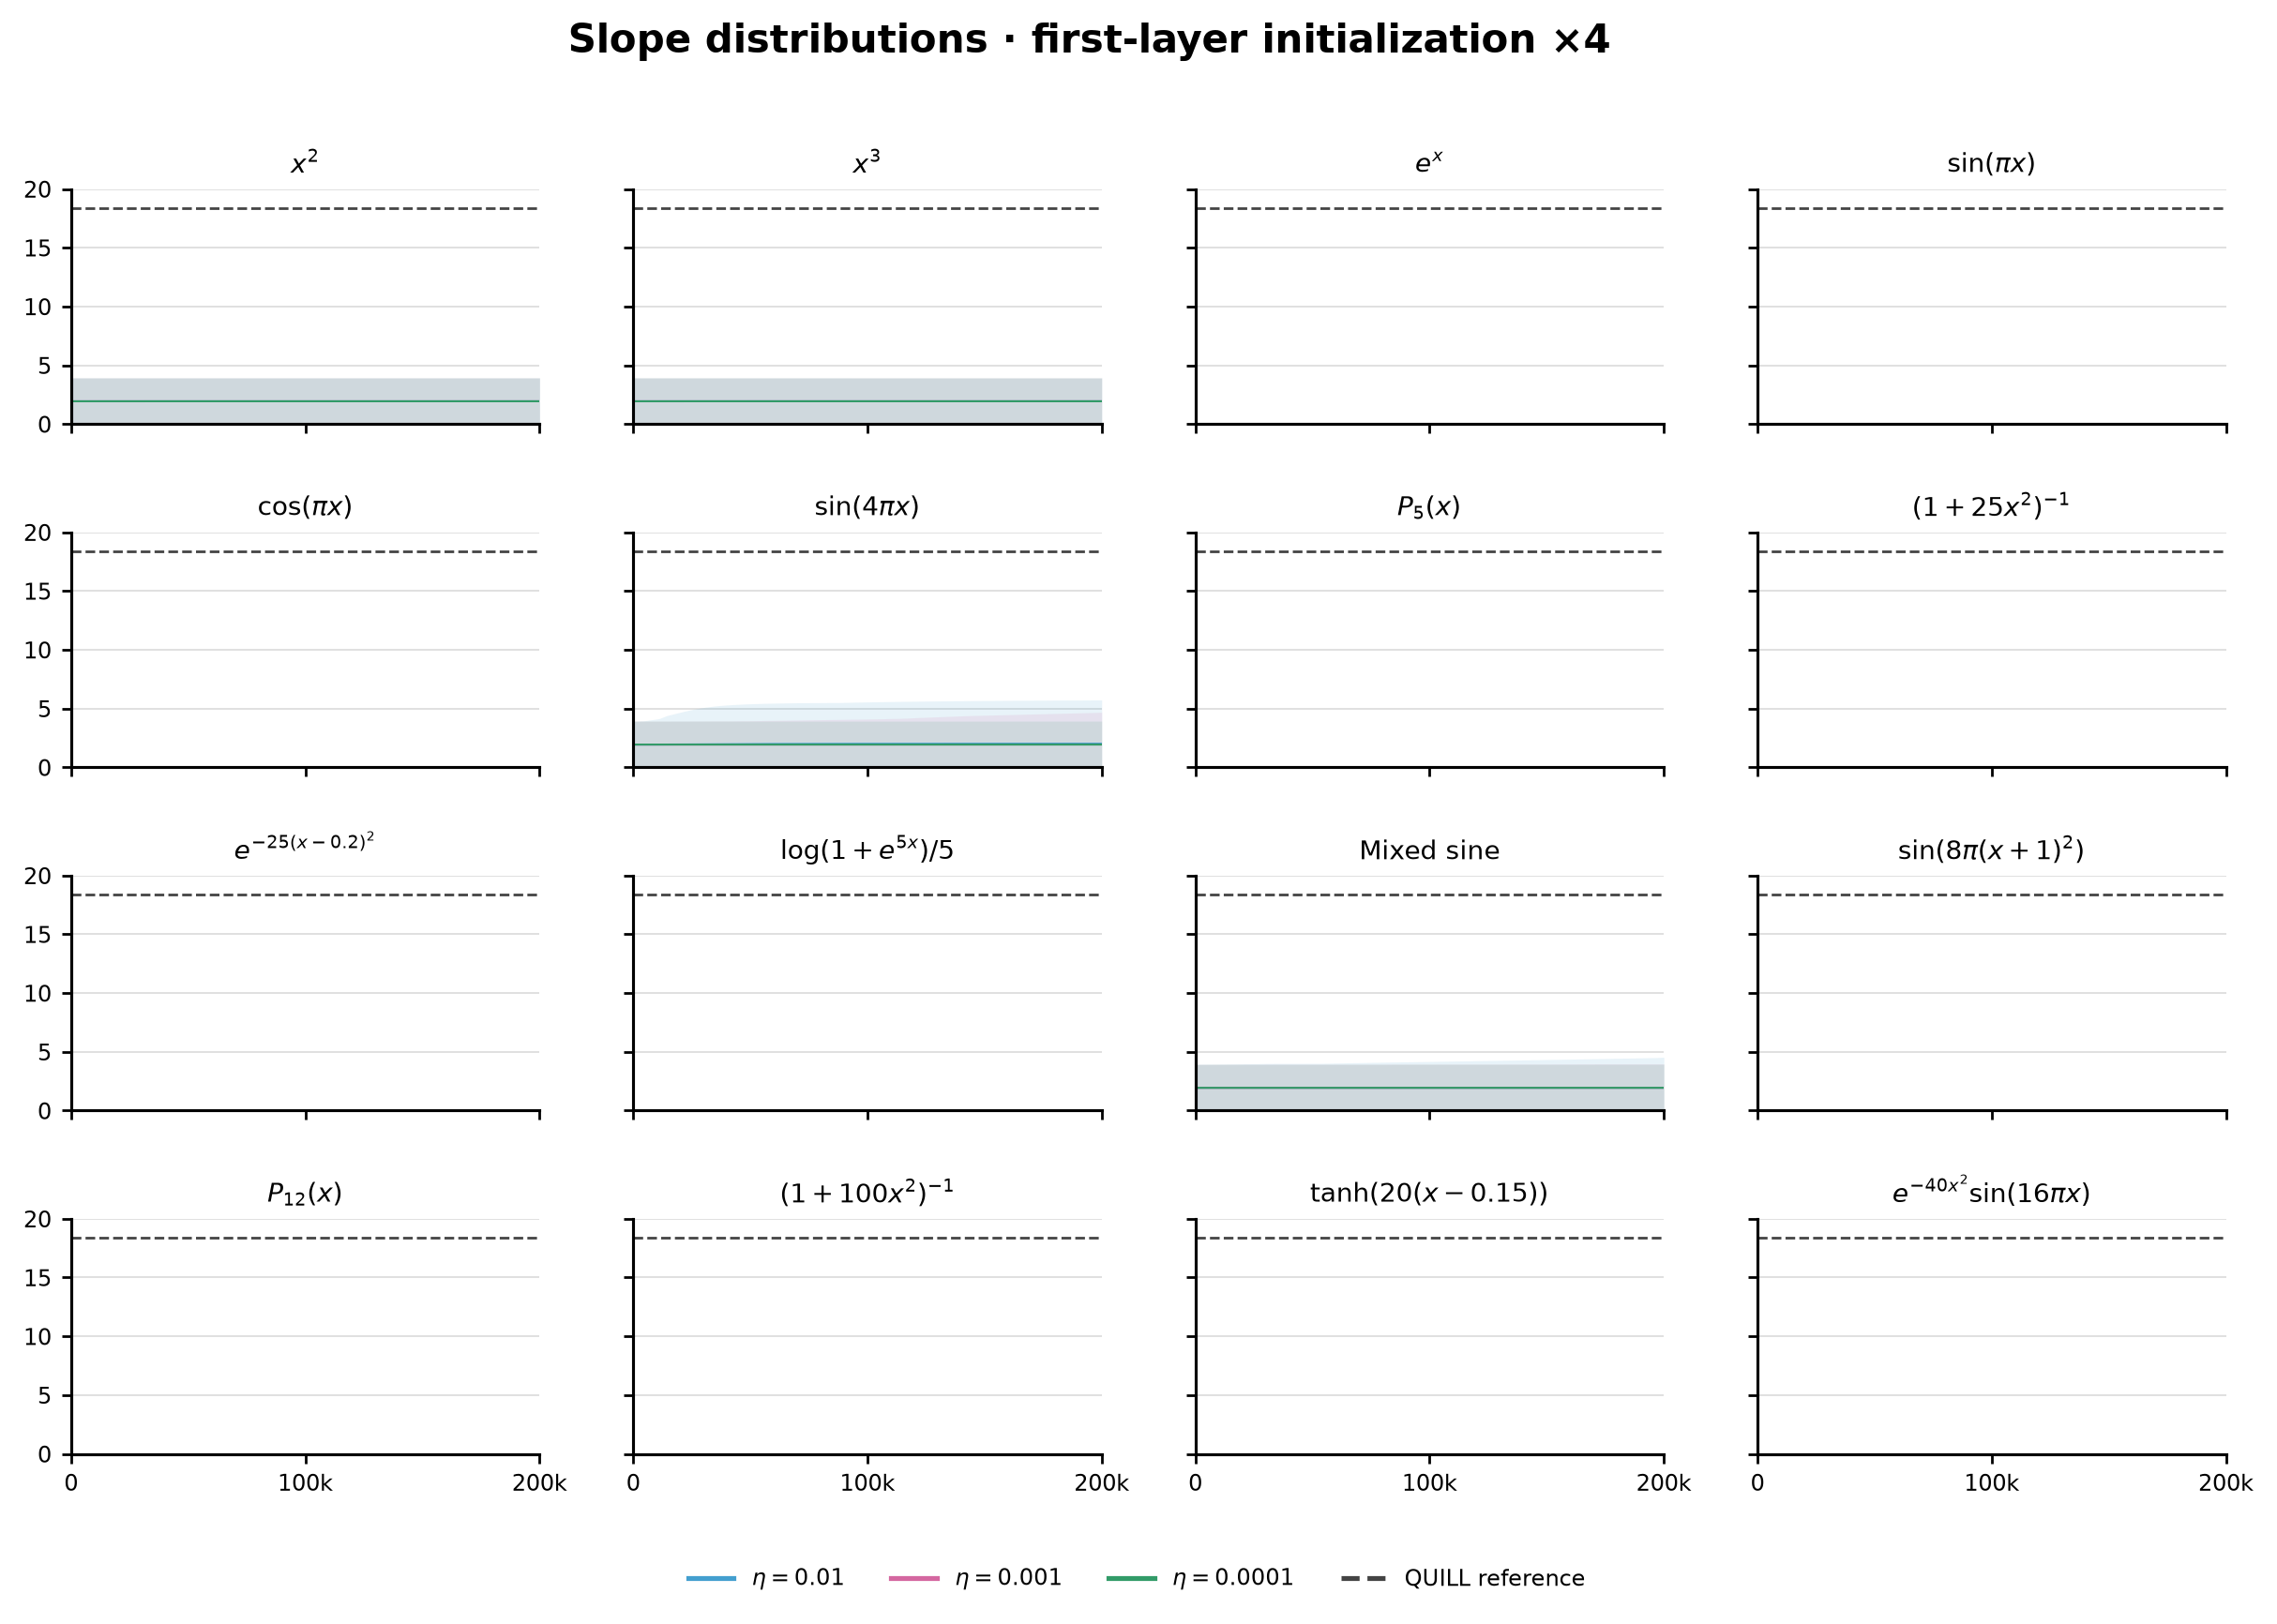 Slope distributions · first-layer initialization ×4
x² x³ eˣ sin(πx)
20
15
10
5
0
cos(πx) sin(4πx) P₅(x) (1 + 25x²)⁻¹
20
15
10
5
0
e^{−25(x − 0.2)²} log(1 + e^{5x})/5 Mixed sine sin(8π(x + 1)²)
20
15
10
5
0
P₁₂(x) (1 + 100x²)⁻¹ tanh(20(x − 0.15)) e^{−40x²}sin(16πx)
20
15
10
5
0
0 100k 200k 0 100k 200k 0 100k 200k 0 100k 200k
η = 0.01 η = 0.001 η = 0.0001 QUILL reference